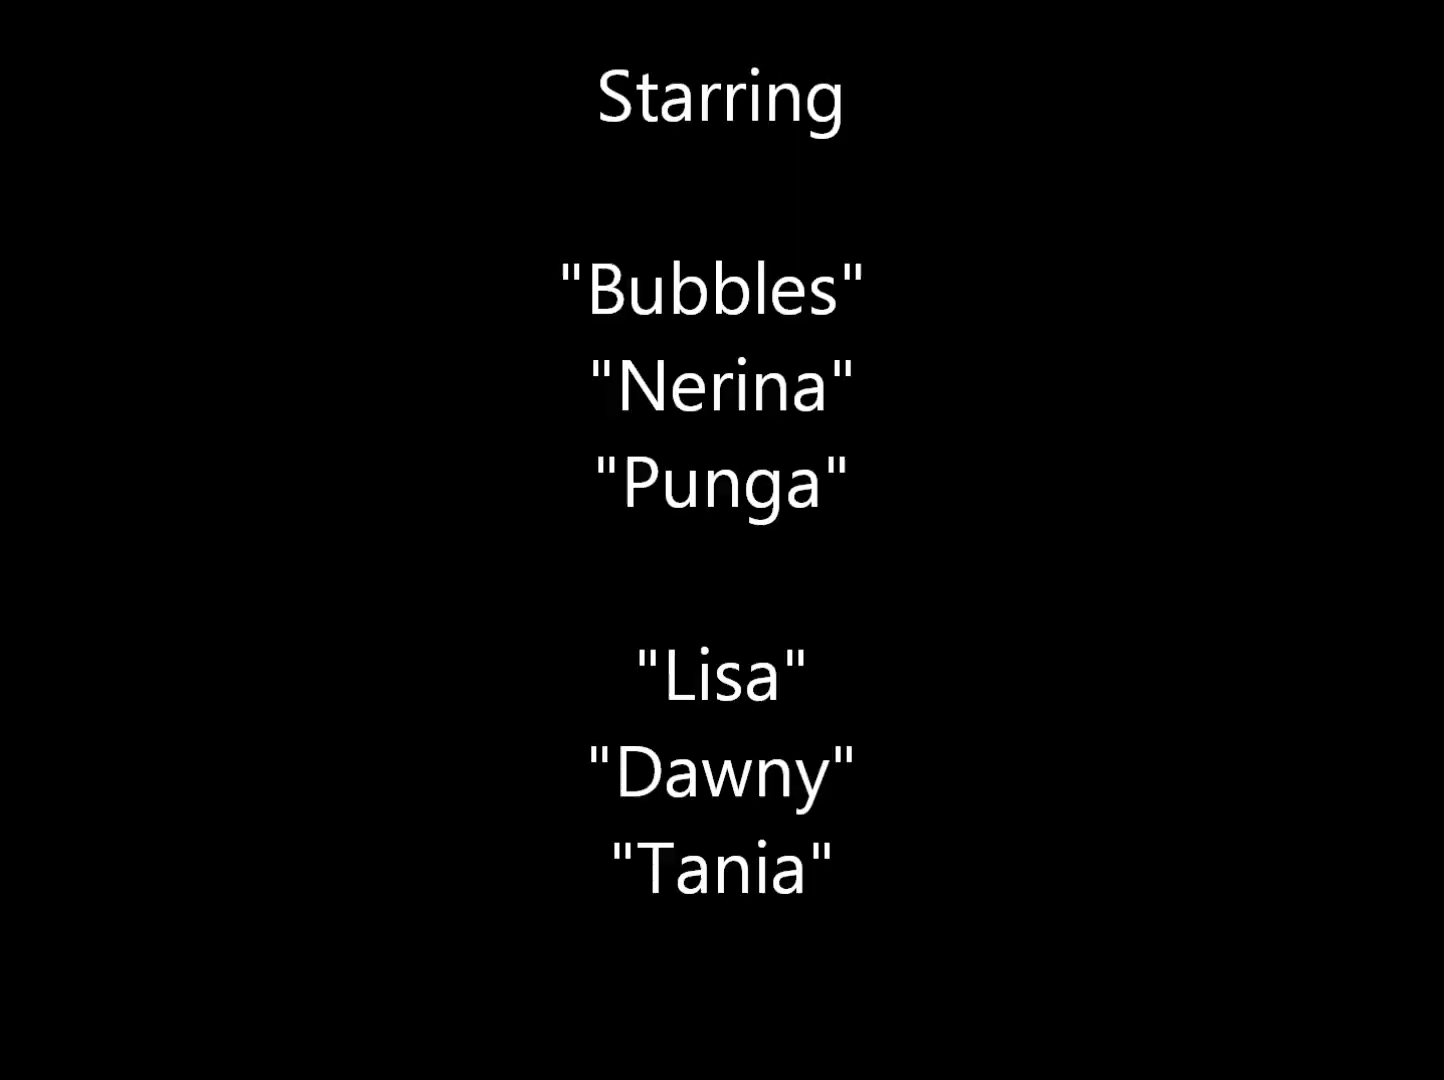 Starring
"Bubbles"
"Nerina"
"Punga"
"Lisa"
"Dawny"
"Tania"